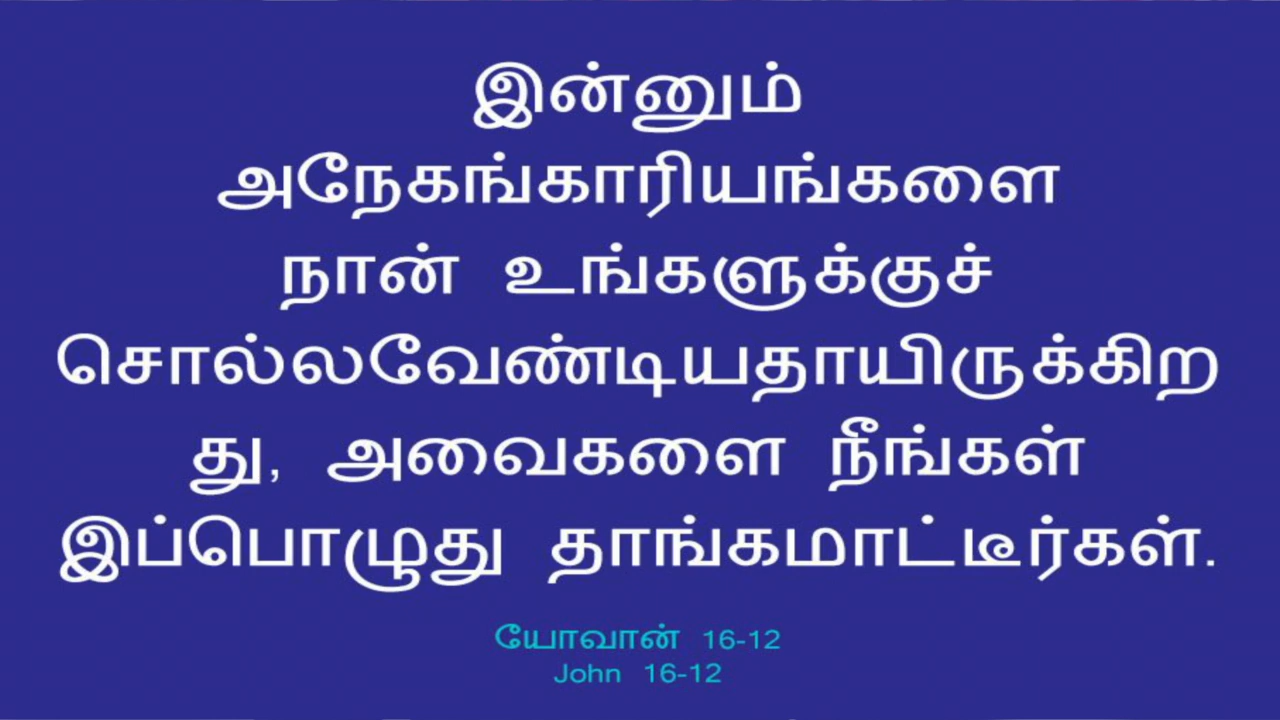 இன்னும்
அநேகங்காரியங்களை
நான் உங்களுக்குச்
சொல்லவேண்டியதாயிருக்கிற
து, அவைகளை நீங்கள்
இப்பொழுது தாங்கமாட்டீர்கள்.
யோவான் 16-12
John 16-12